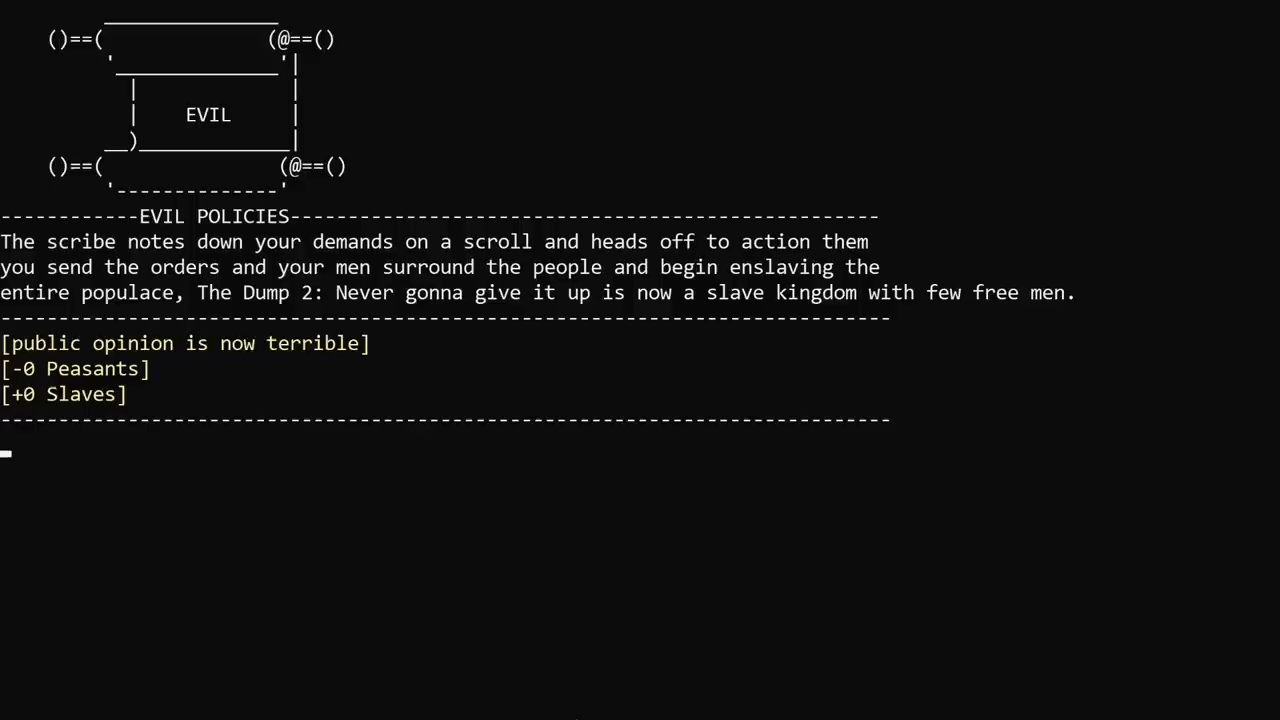 ()==(              (@==()
EVIL
()==(               (@==()
'--------------'
------------EVIL POLICIES---------------------------------------------------
The scribe notes down your demands on a scroll and heads off to action them
you send the orders and your men surround the people and begin enslaving the
entire populace, The Dump 2: Never gonna give it up is now a slave kingdom with few free men.
-----------------------------------------------------------------------------
[public opinion is now terrible]
[-0 Peasants]
[+0 Slaves]
-----------------------------------------------------------------------------